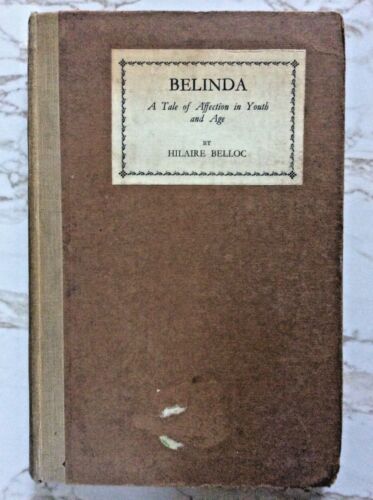 BELINDA
A Tale of Affection in Youth
and Age
BY
HILAIRE BELLOC